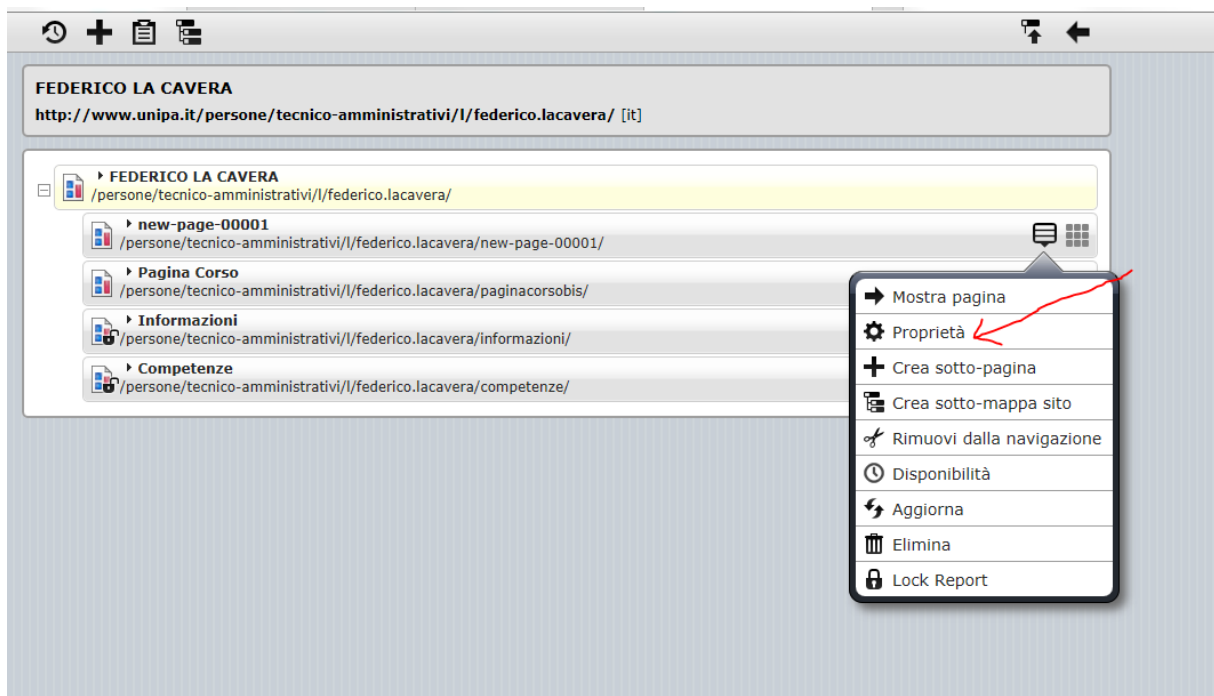 FEDERICO LA CAVERA
http://www.unipa.it/persone/tecnico-amministrativi/l/federico.lacavera/ [it]
FEDERICO LA CAVERA
/persone/tecnico-amministrativi/l/federico.lacavera/
new-page-00001
/persone/tecnico-amministrativi/l/federico.lacavera/new-page-00001/
Pagina Corso
/persone/tecnico-amministrativi/l/federico.lacavera/paginacorsobis/
Informazioni
/persone/tecnico-amministrativi/l/federico.lacavera/informazioni/
Competenze
/persone/tecnico-amministrativi/l/federico.lacavera/competenze/
Mostra pagina
Proprietà
Crea sotto-pagina
Crea sotto-mappa sito
Rimuovi dalla navigazione
Disponibilità
Aggiorna
Elimina
Lock Report